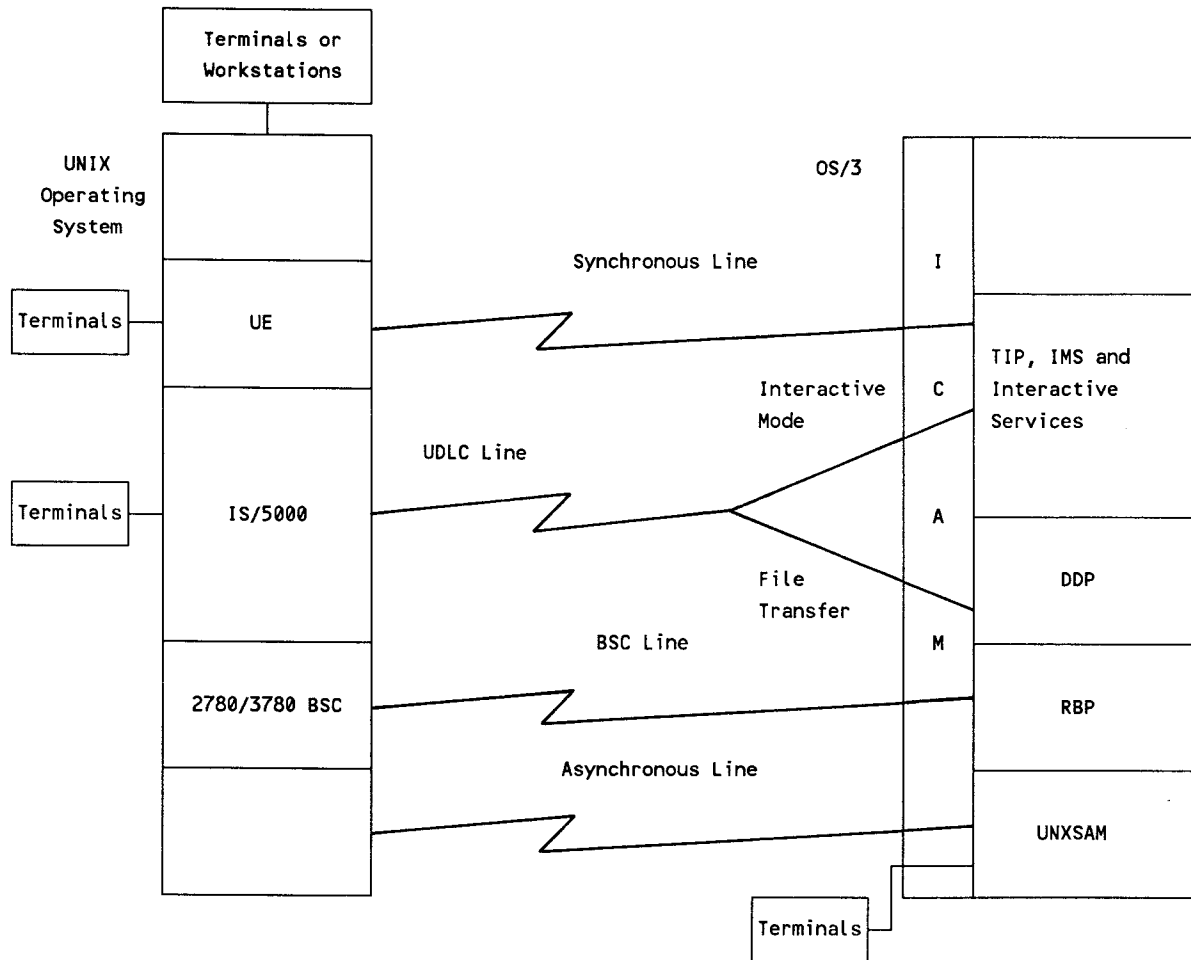 Terminals or
Workstations
UNIX
Operating
System
OS/3
Synchronous Line
I
Terminals
UE
TIP, IMS and
Interactive
Services
Interactive
Mode
C
UDLC Line
Terminals
IS/5000
A
File
Transfer
DDP
BSC Line
M
2780/3780 BSC
RBP
Asynchronous Line
UNXSAM
Terminals